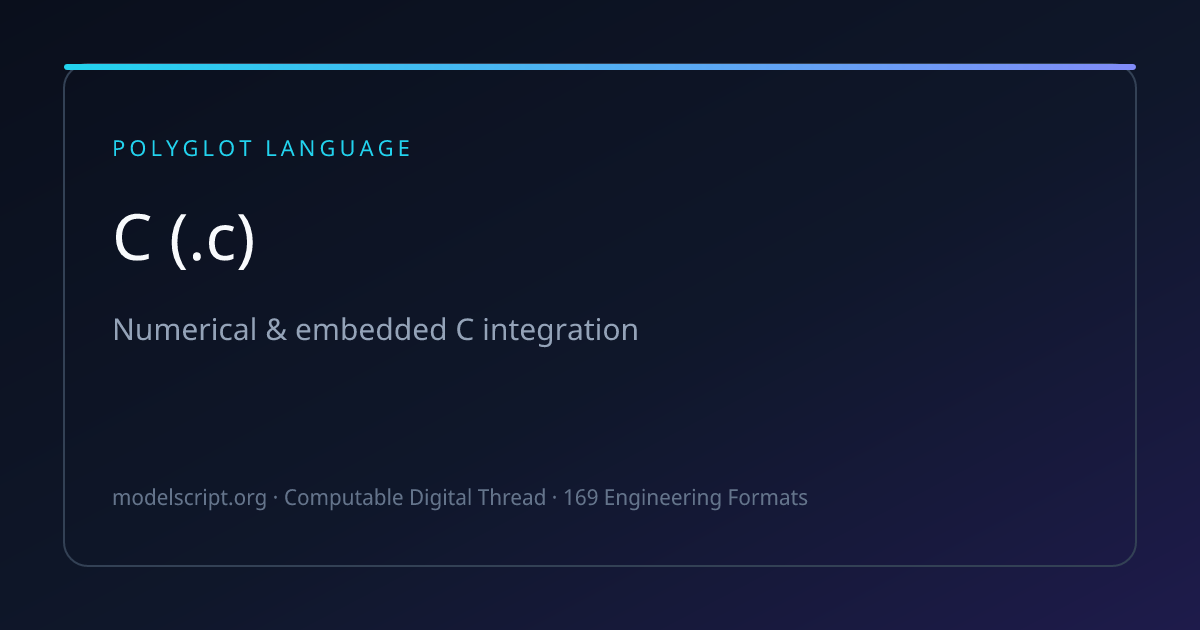 POLYGLOT LANGUAGE
C (.c)
Numerical & embedded C integration
modelscript.org · Computable Digital Thread · 169 Engineering Formats